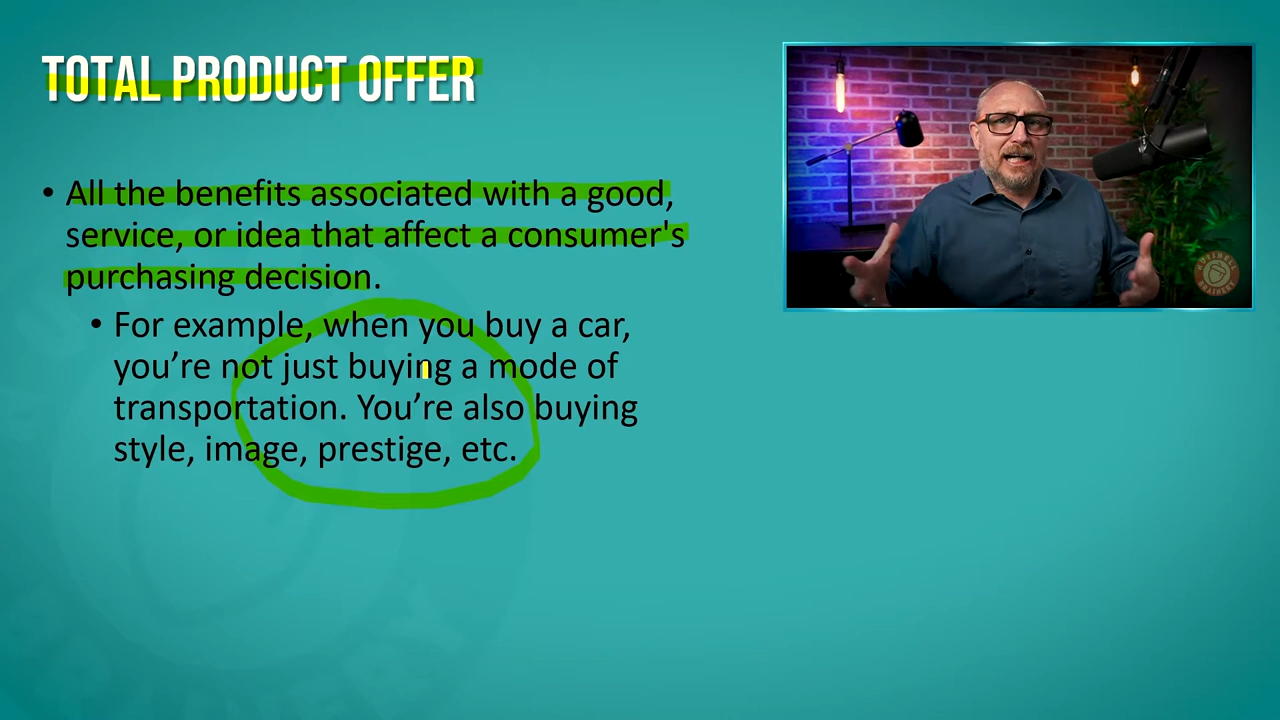 TOTAL PRODUCT OFFER
• All the benefits associated with a good,
service, or idea that affect a consumer's
purchasing decision.
• For example, when you buy a car,
you’re not just buying a mode of
transportation. You’re also buying
style, image, prestige, etc.
NUTSHELL
BRAINERY